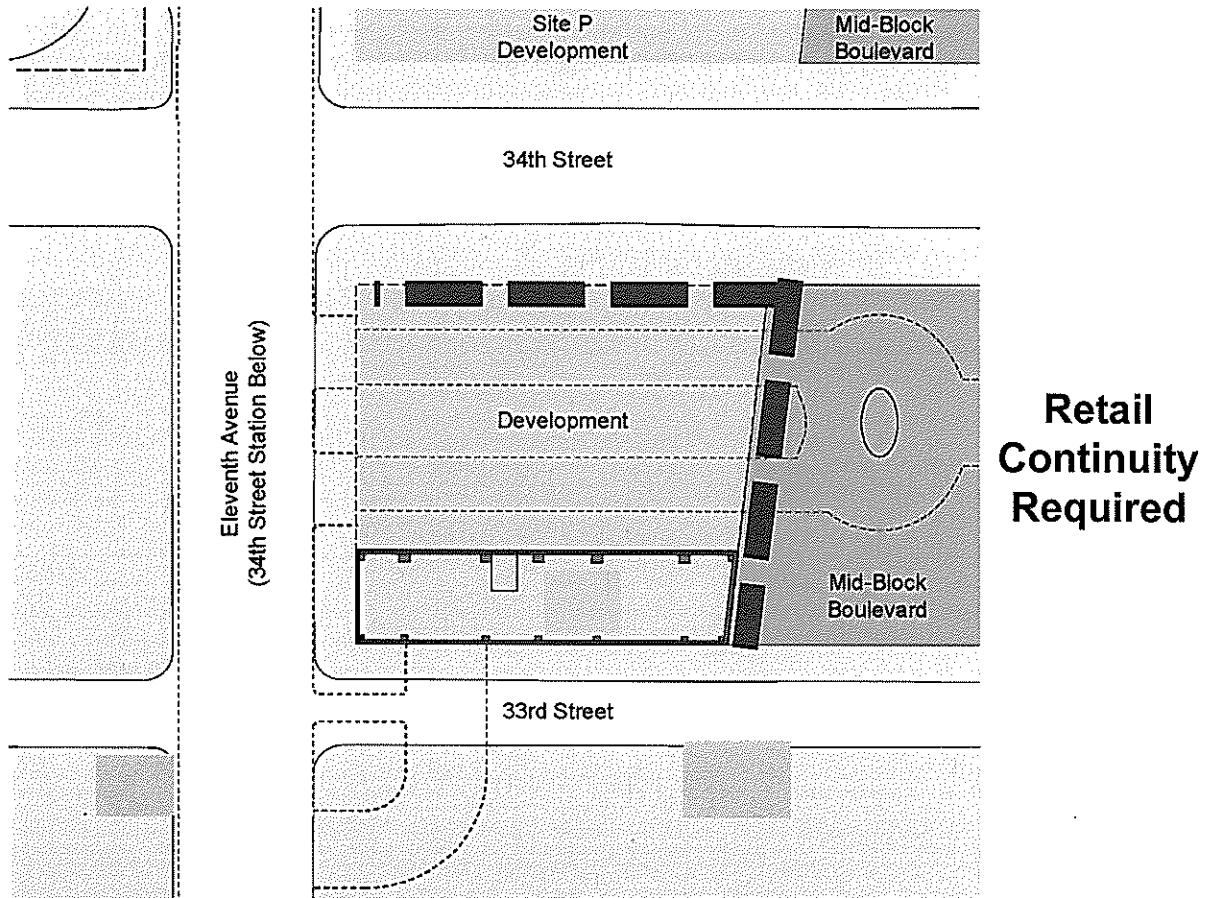 Site P
Development
Mid-Block
Boulevard
34th Street
Eleventh Avenue
(34th Street Station Below)
Development
Retail
Continuity
Required
Mid-Block
Boulevard
33rd Street